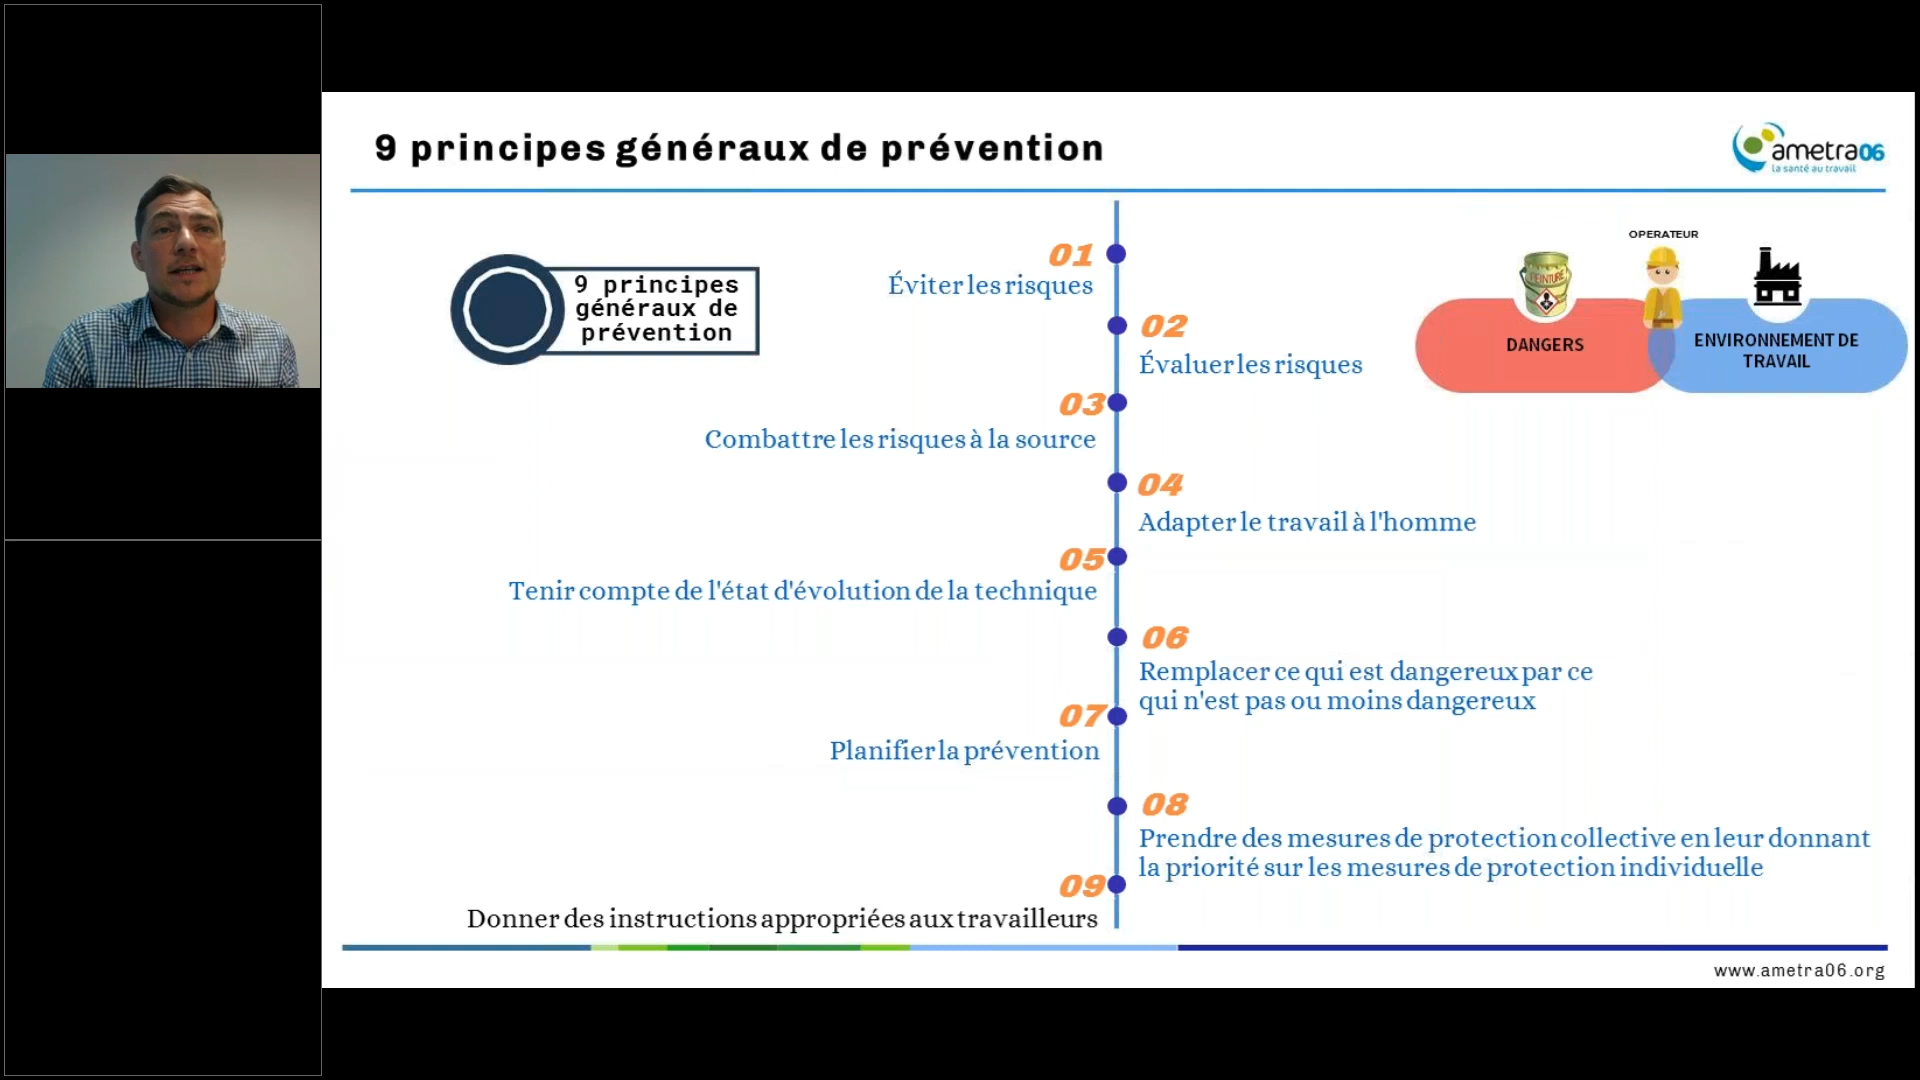 9 principes généraux de prévention
ametra06
la santé au travail
9 principes
généraux de
prévention
01
Éviter les risques
02
Évaluer les risques
OPERATEUR
PEINTURE
DANGERS
ENVIRONNEMENT DE
TRAVAIL
03
Combattre les risques à la source
04
Adapter le travail à l'homme
05
Tenir compte de l'état d'évolution de la technique
06
Remplacer ce qui est dangereux par ce
qui n'est pas ou moins dangereux
07
Planifier la prévention
08
Prendre des mesures de protection collective en leur donnant
la priorité sur les mesures de protection individuelle
09
Donner des instructions appropriées aux travailleurs
www.ametra06.org